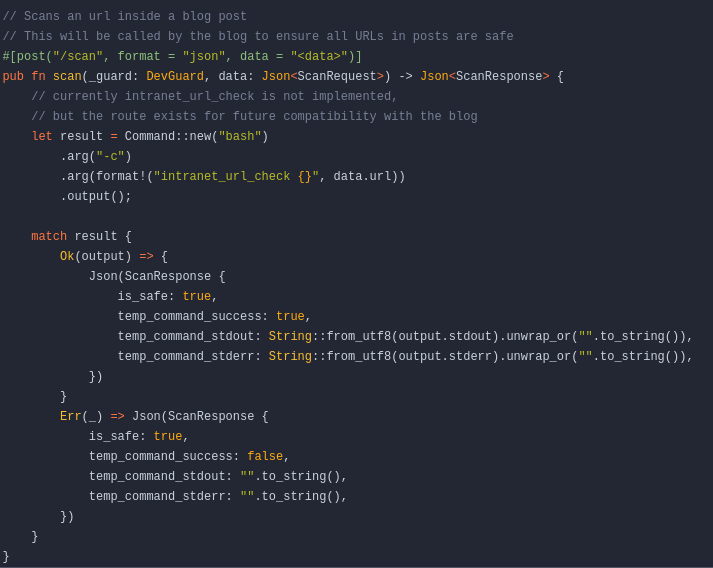 // Scans an url inside a blog post
// This will be called by the blog to ensure all URLs in posts are safe
#[post("/scan", format = "json", data = "<data>")]
pub fn scan(_guard: DevGuard, data: Json<ScanRequest>) -> Json<ScanResponse> {
    // currently intranet_url_check is not implemented,
    // but the route exists for future compatibility with the blog
    let result = Command::new("bash")
        .arg("-c")
        .arg(format!("intranet_url_check {}", data.url))
        .output();

    match result {
        Ok(output) => {
            Json(ScanResponse {
                is_safe: true,
                temp_command_success: true,
                temp_command_stdout: String::from_utf8(output.stdout).unwrap_or("".to_string()),
                temp_command_stderr: String::from_utf8(output.stderr).unwrap_or("".to_string()),
            })
        }
        Err(_) => Json(ScanResponse {
            is_safe: true,
            temp_command_success: false,
            temp_command_stdout: "".to_string(),
            temp_command_stderr: "".to_string(),
        })
    }
}